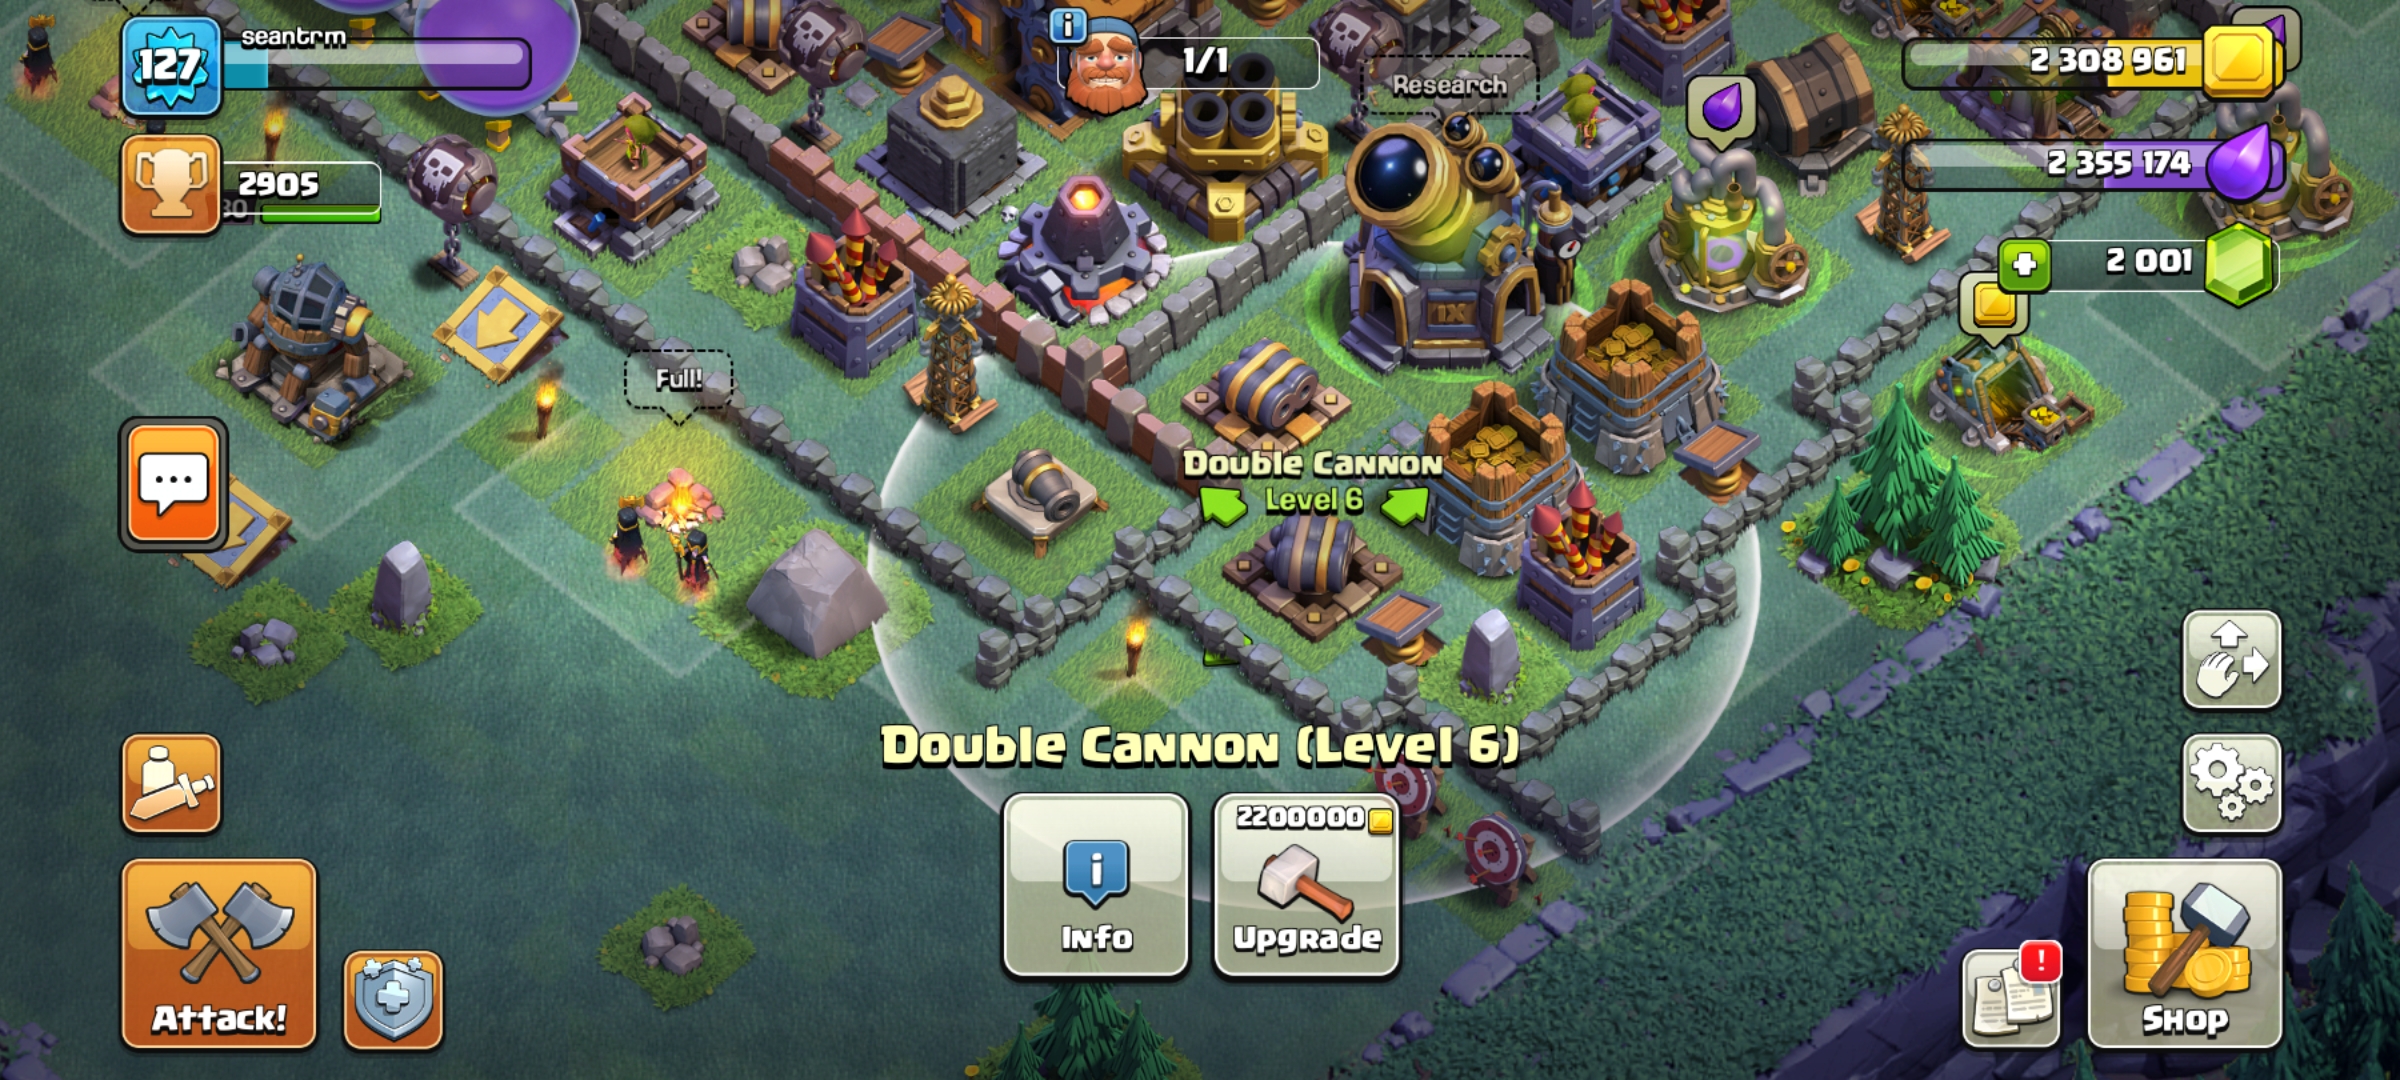 127
seantrm
1/1
2 308 961
Research
2905
2 355 174
2 001
IX
Full!
Double Cannon
Level 6
Double Cannon (Level 6)
2200000
Info
Upgrade
Attack!
!
Shop